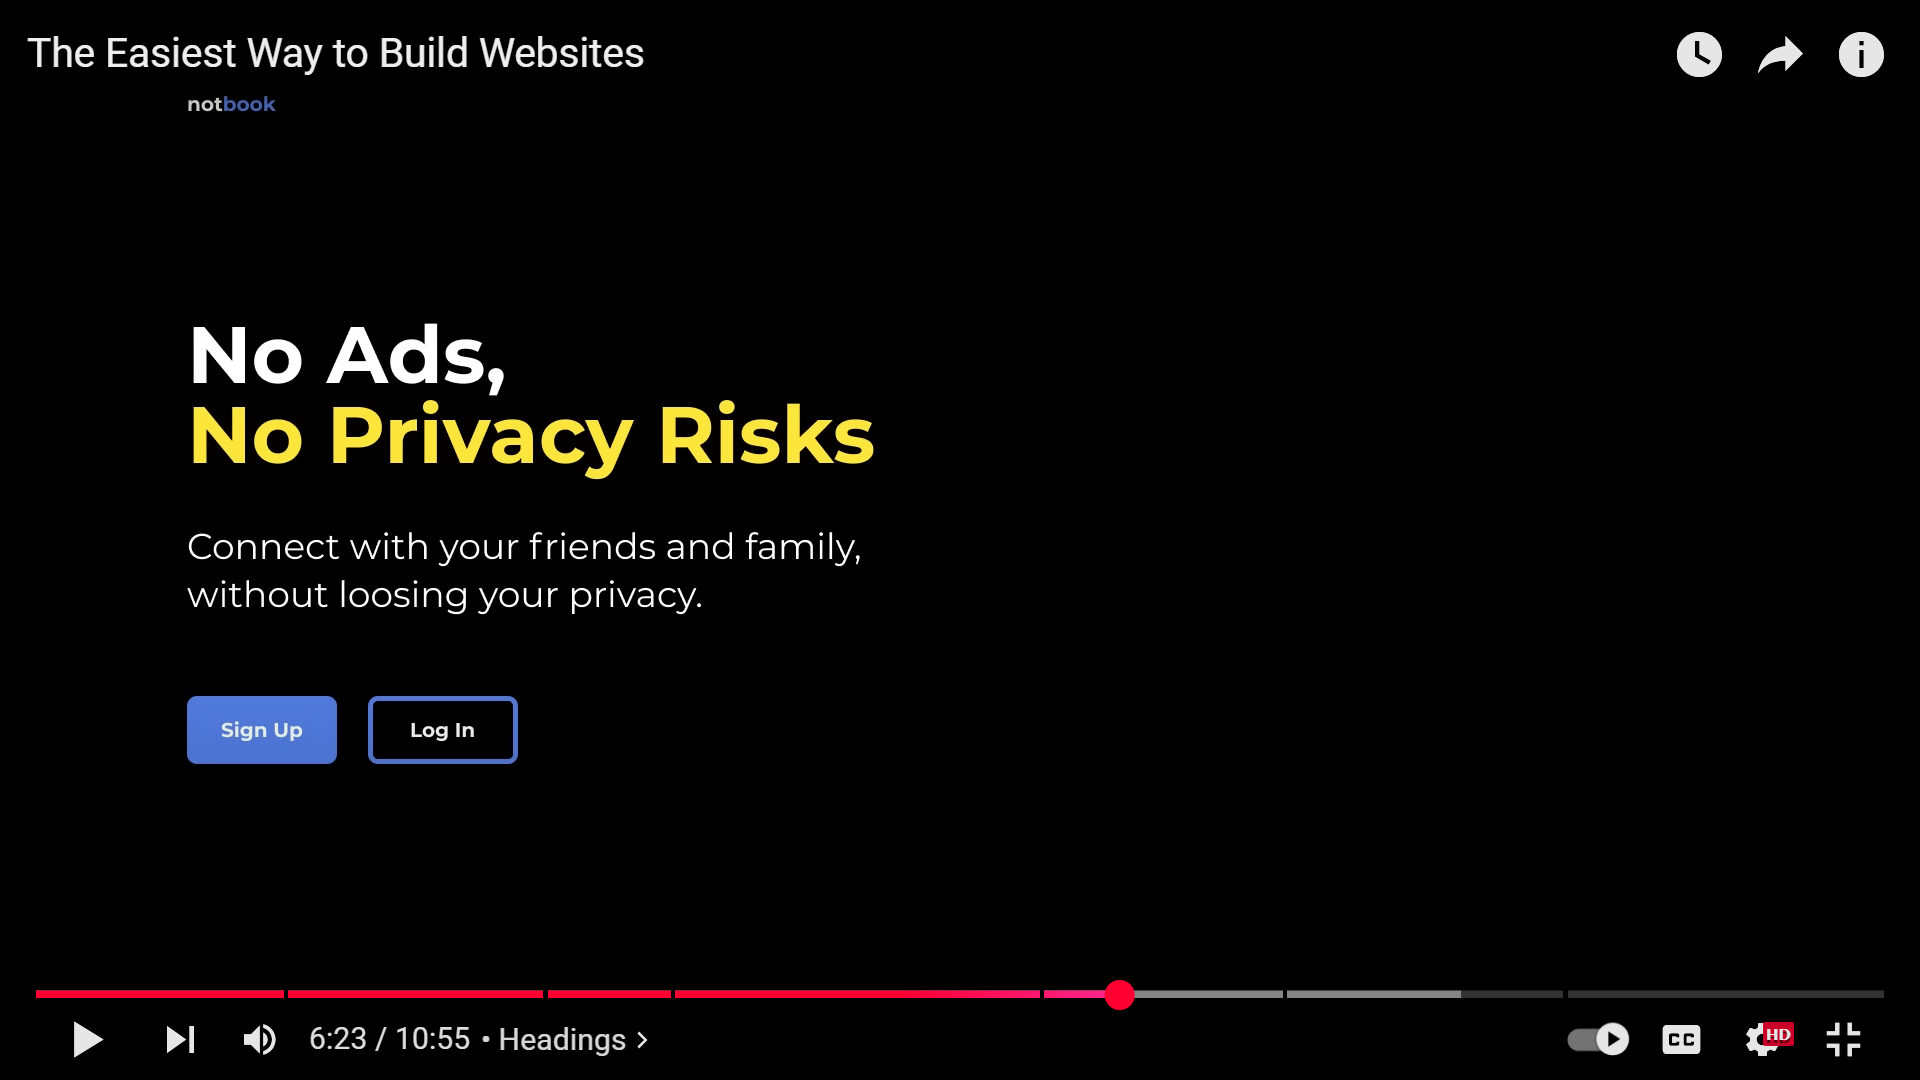 The Easiest Way to Build Websites
notbook
No Ads,
No Privacy Risks
Connect with your friends and family,
without loosing your privacy.
Sign Up
Log In
6:23 / 10:55 • Headings
CC
HD